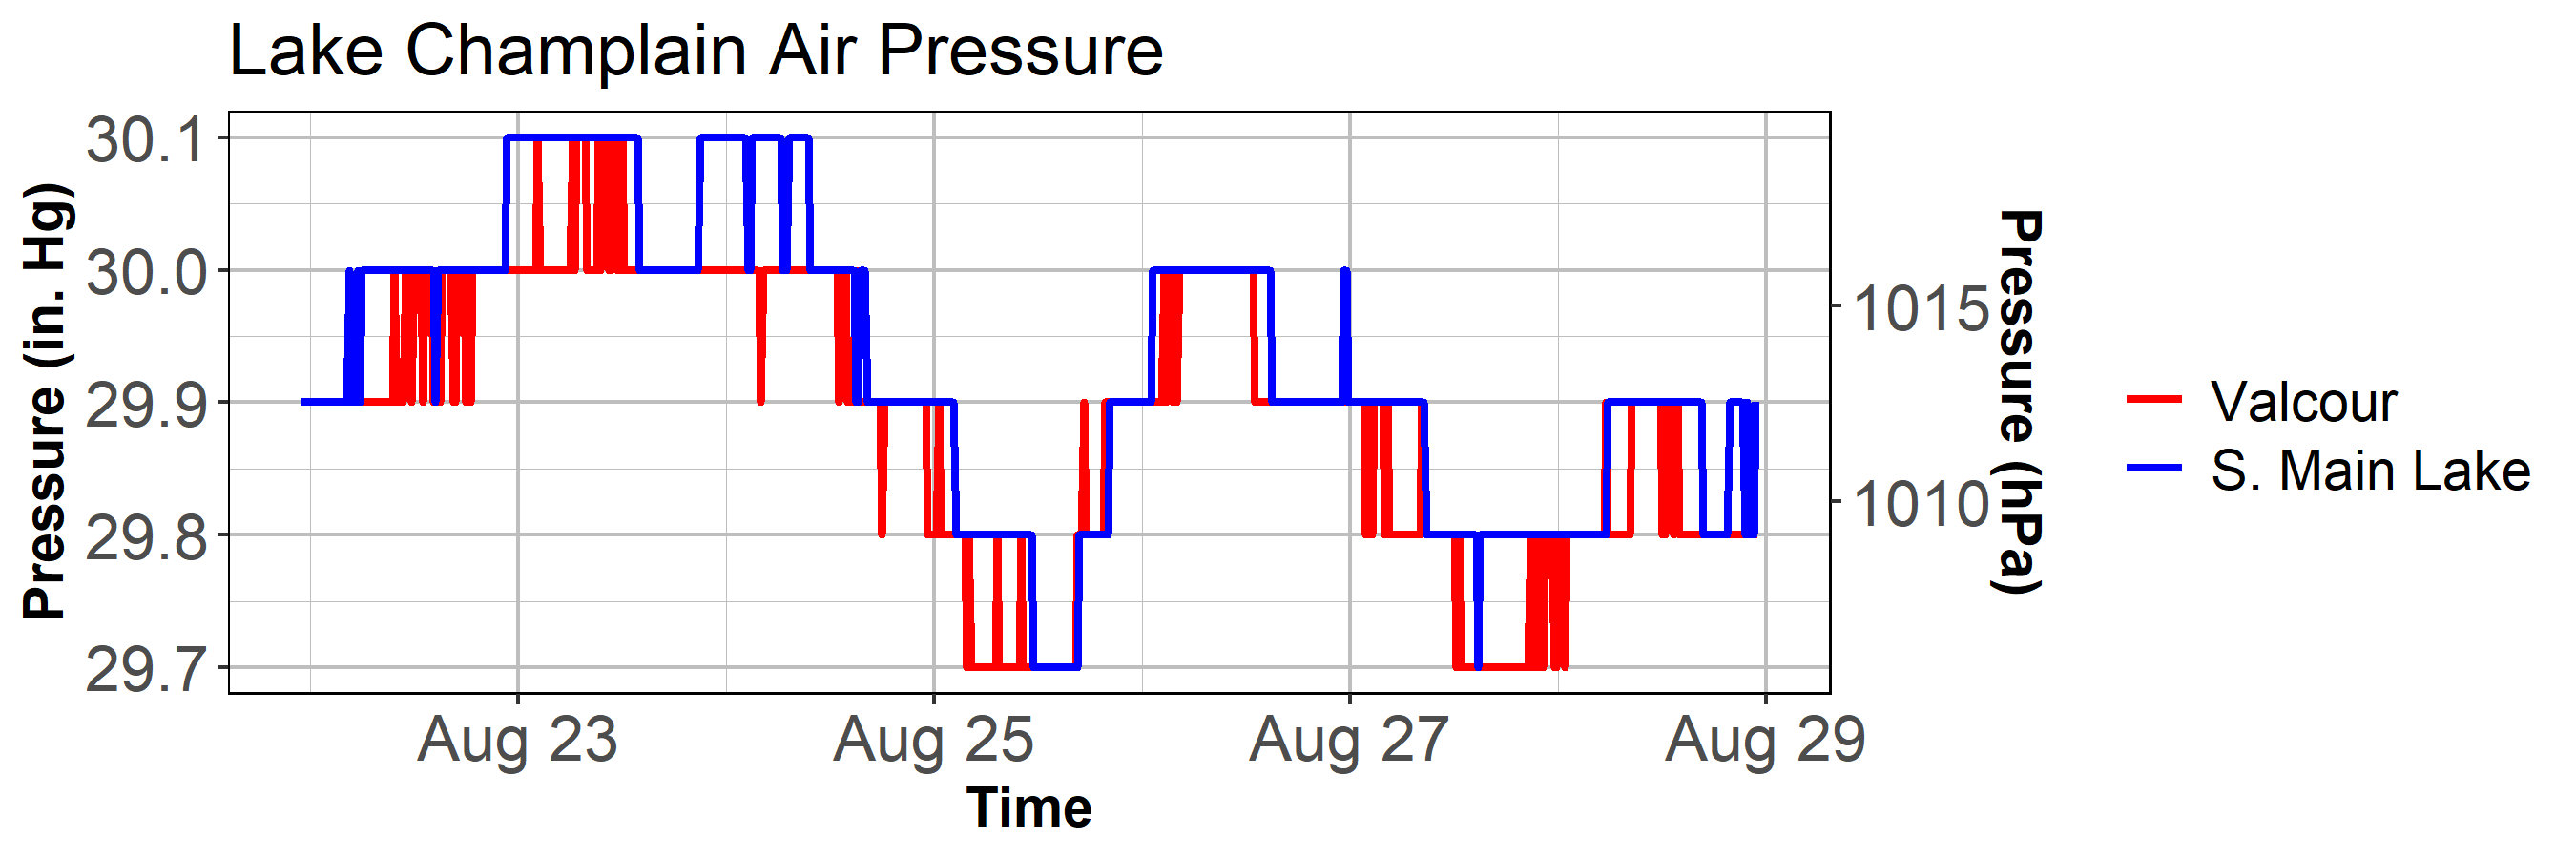 Lake Champlain Air Pressure
Pressure (in. Hg)
30.1
30.0
29.9
29.8
29.7
Aug 23
Aug 25
Aug 27
Aug 29
Time
1015
1010
Pressure (hPa)
Valcour
S. Main Lake